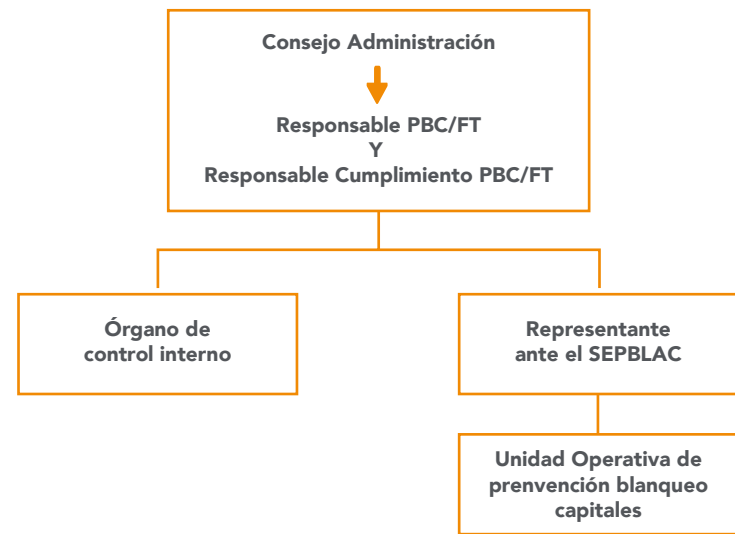 Consejo Administración
Responsable PBC/FT
Y
Responsable Cumplimiento PBC/FT
Órgano de
control interno
Representante
ante el SEPBLAC
Unidad Operativa de
prenvención blanqueo
capitales